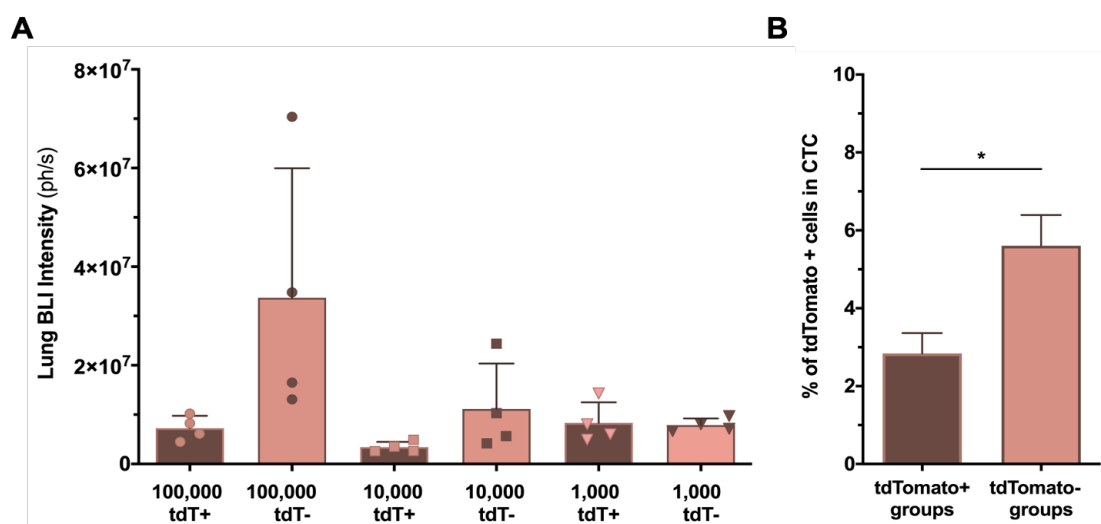 A
B
Lung BLI Intensity (ph/s)
8×10⁷
6×10⁷
4×10⁷
2×10⁷
0
100,000 tdT+
100,000 tdT-
10,000 tdT+
10,000 tdT-
1,000 tdT+
1,000 tdT-
% of tdTomato + cells in CTC
10
8
6
4
2
0
*
tdTomato+ groups
tdTomato- groups